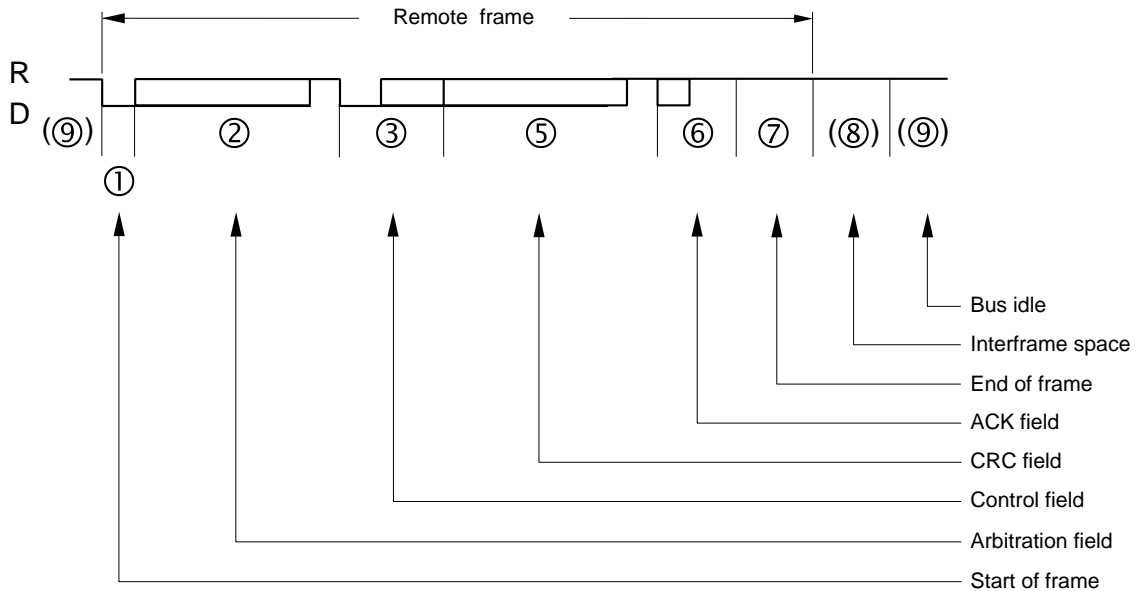 Remote frame
R
D
(⑨) ② ③ ⑤ ⑥ ⑦ (⑧) (⑨)
①
Bus idle
Interframe space
End of frame
ACK field
CRC field
Control field
Arbitration field
Start of frame